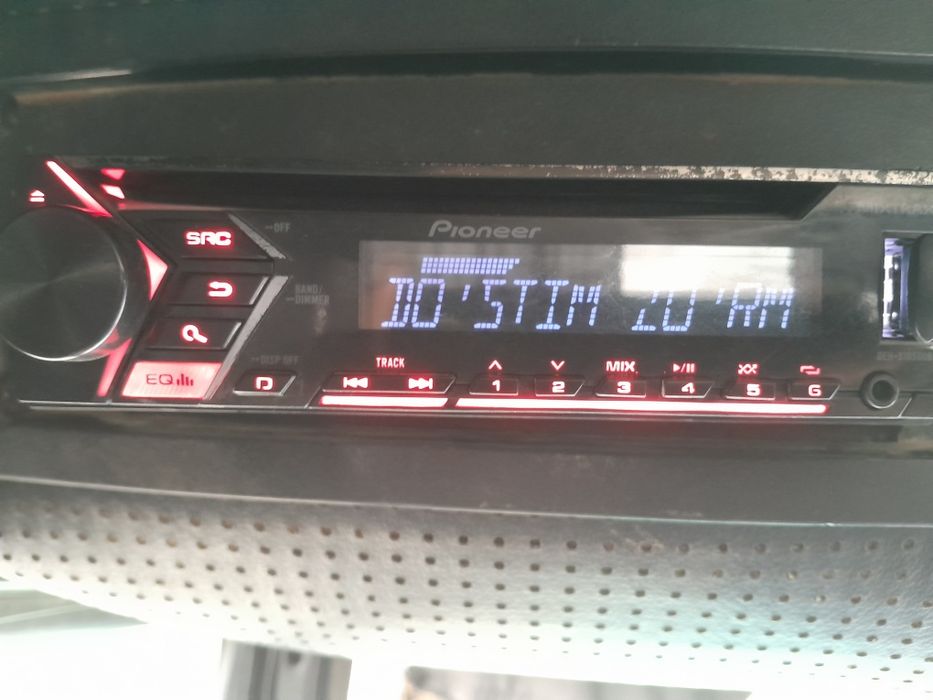 Pioneer
SRC
OFF
BAND/
DIMMER
DO'STIM ZO'RM
EQ
DISP OFF
D
TRACK
MIX
1 2 3 4 5 6